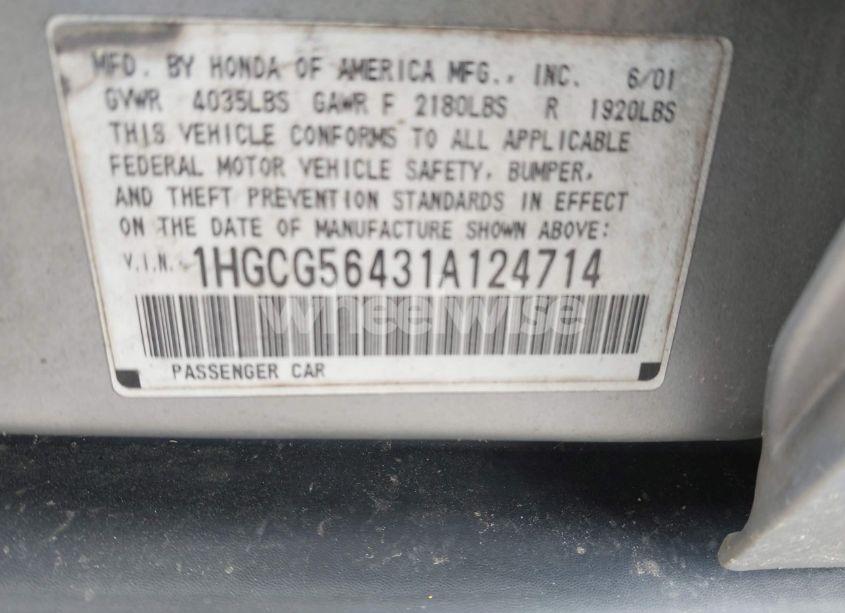 MFD. BY HONDA OF AMERICA MFG., INC. 6/01
GVWR 4035LBS GAWR F 2180LBS R 1920LBS
THIS VEHICLE CONFORMS TO ALL APPLICABLE
FEDERAL MOTOR VEHICLE SAFETY, BUMPER,
AND THEFT PREVENTION STANDARDS IN EFFECT
ON THE DATE OF MANUFACTURE SHOWN ABOVE:
V.I.N. 1HGCG56431A124714
wheelwise
PASSENGER CAR